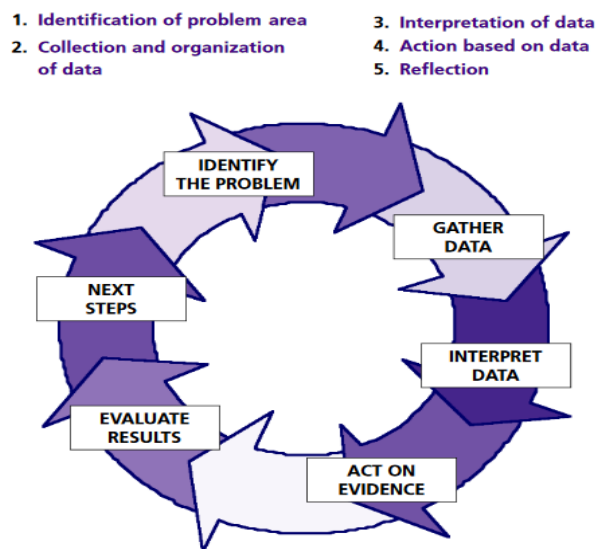 1. Identification of problem area
2. Collection and organization
of data
3. Interpretation of data
4. Action based on data
5. Reflection
IDENTIFY
THE PROBLEM
GATHER
DATA
INTERPRET
DATA
ACT ON
EVIDENCE
EVALUATE
RESULTS
NEXT
STEPS